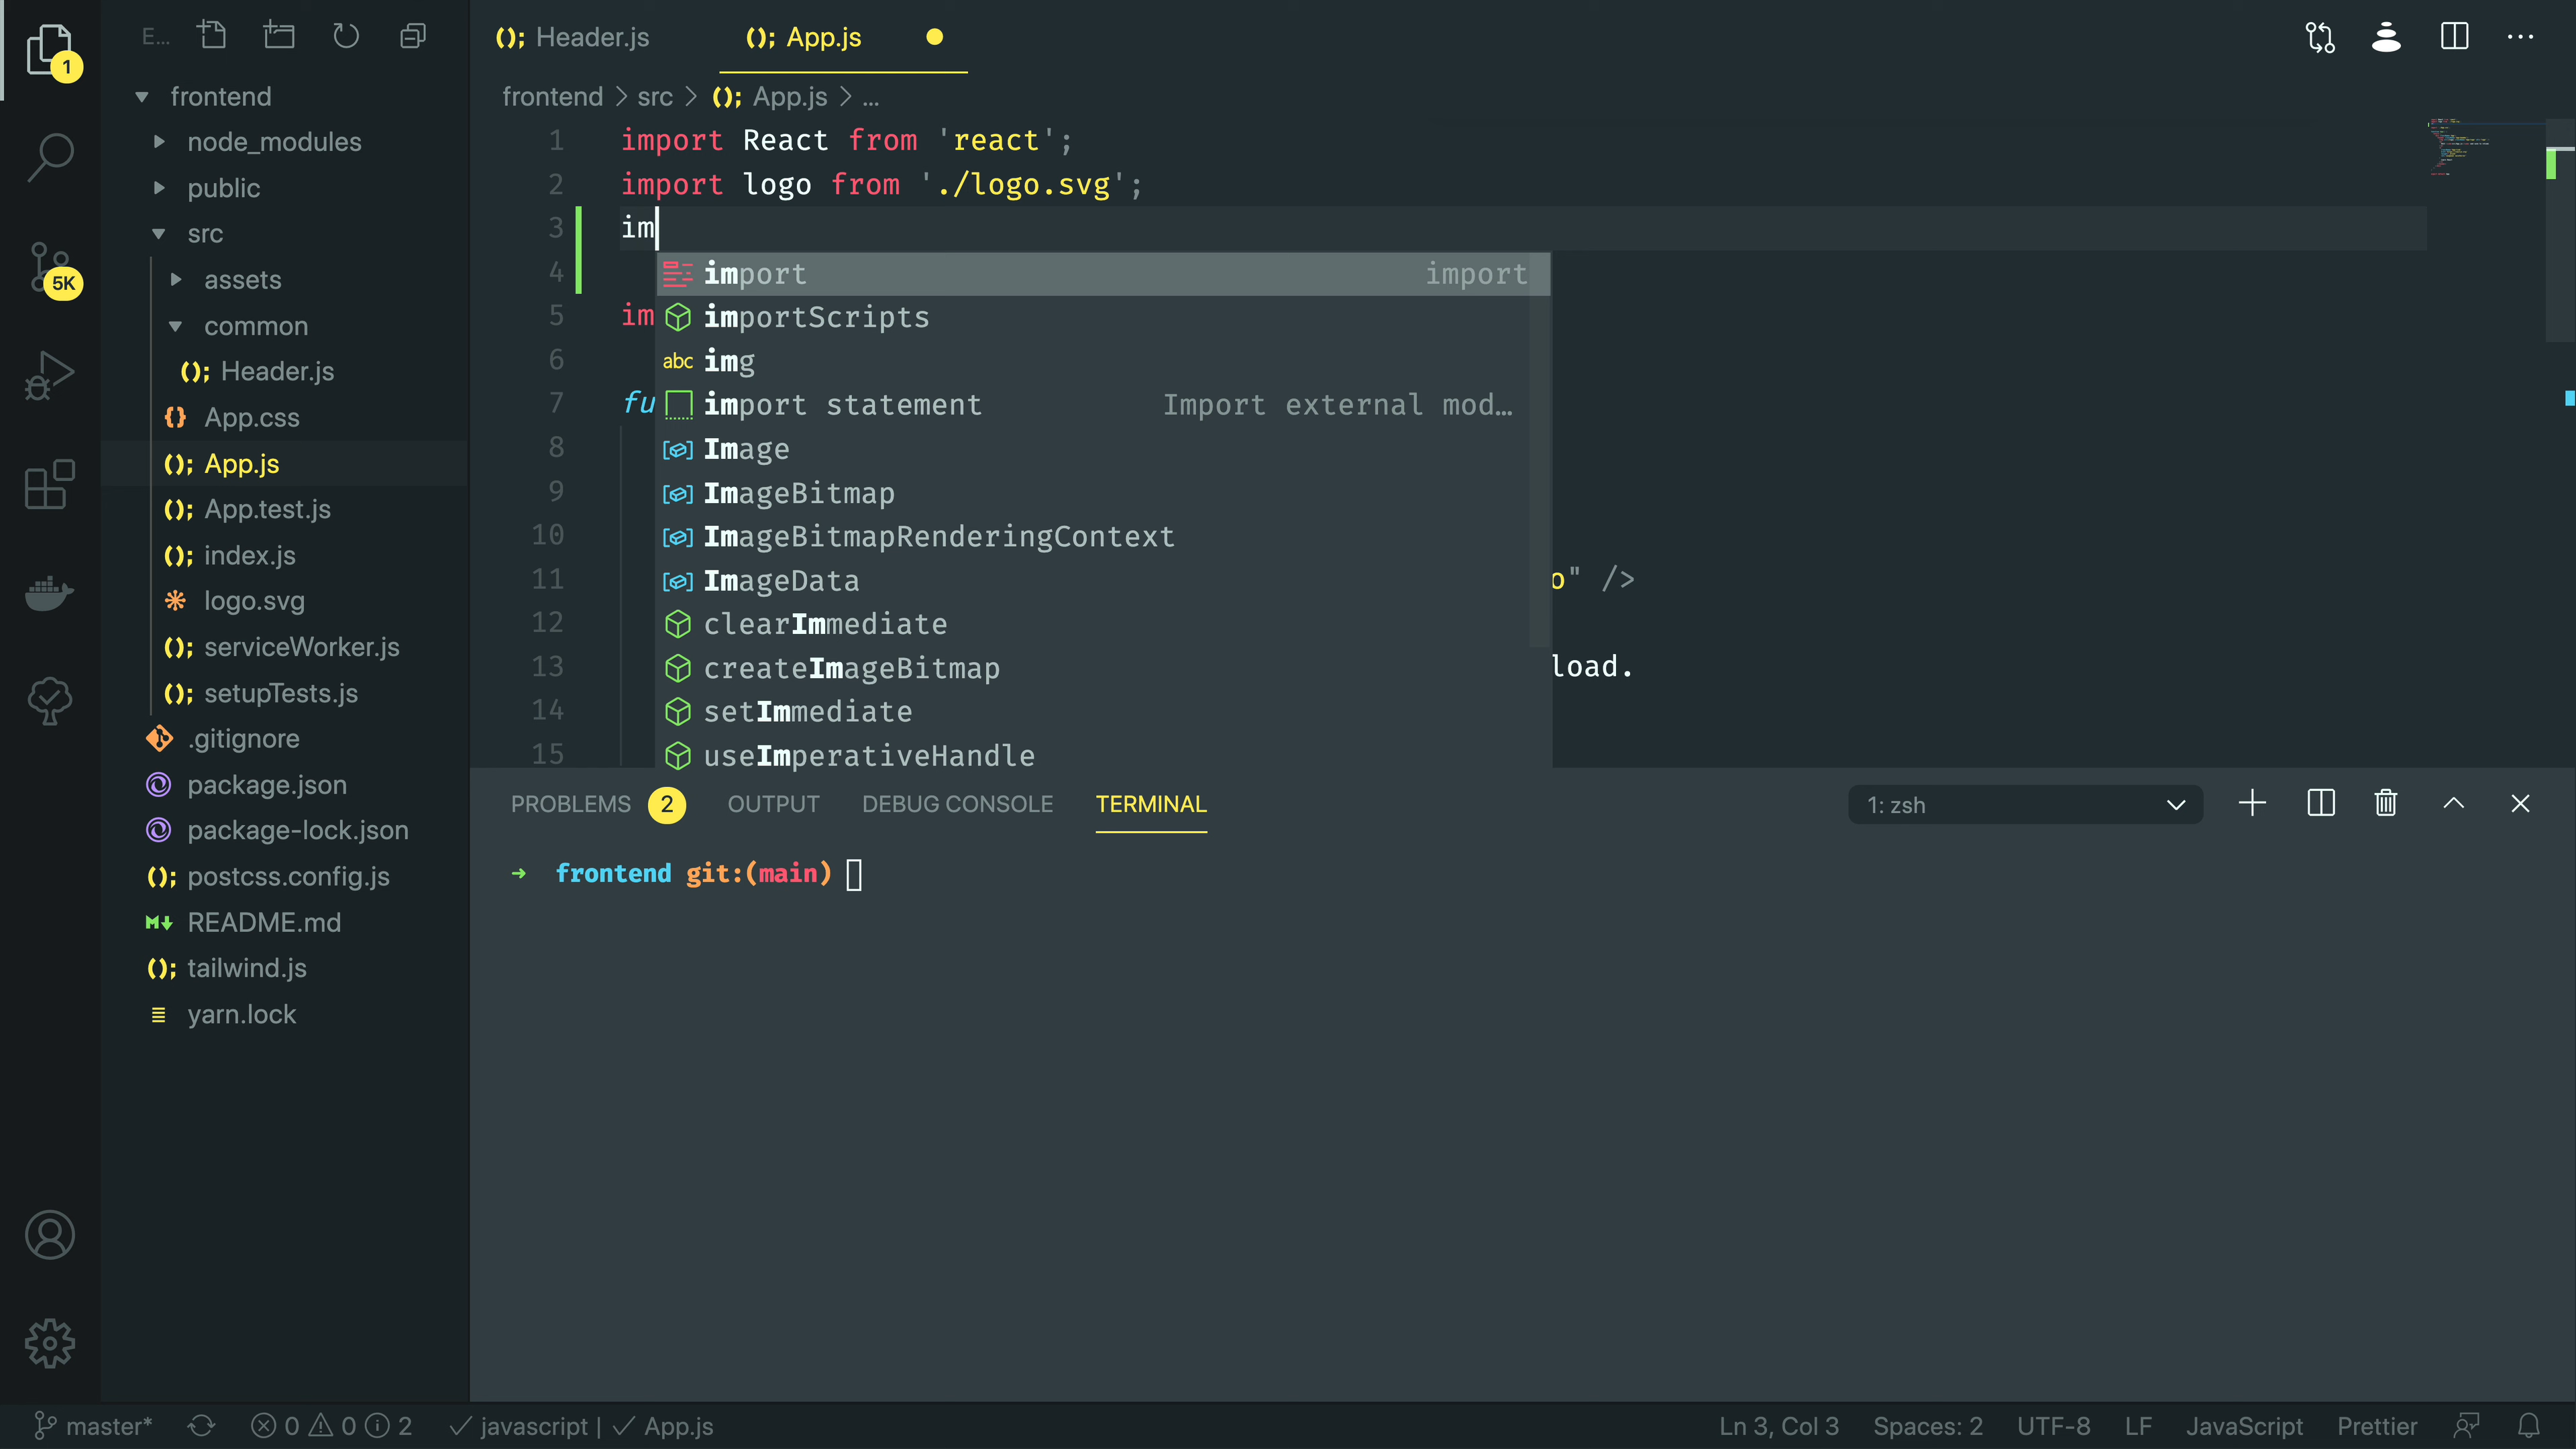 1
5K
E...
frontend
node_modules
public
src
assets
common
(); Header.js
{} App.css
(); App.js
(); App.test.js
(); index.js
logo.svg
(); serviceWorker.js
(); setupTests.js
.gitignore
package.json
package-lock.json
(); postcss.config.js
M↓ README.md
(); tailwind.js
yarn.lock
(); Header.js
(); App.js
frontend > src > (); App.js > ...
1 import React from 'react';
2 import logo from './logo.svg';
3 im
4
5 im
6
7 fu
8
9
10
11 o" />
12
13 load.
14
15
import import
importScripts
abc img
import statement Import external mod...
Image
ImageBitmap
ImageBitmapRenderingContext
ImageData
clearImmediate
createImageBitmap
setImmediate
useImperativeHandle
PROBLEMS 2 OUTPUT DEBUG CONSOLE TERMINAL
1: zsh
➜ frontend git:(main)
master* 0 0 2 ✓ javascript | ✓ App.js
Ln 3, Col 3 Spaces: 2 UTF-8 LF JavaScript Prettier